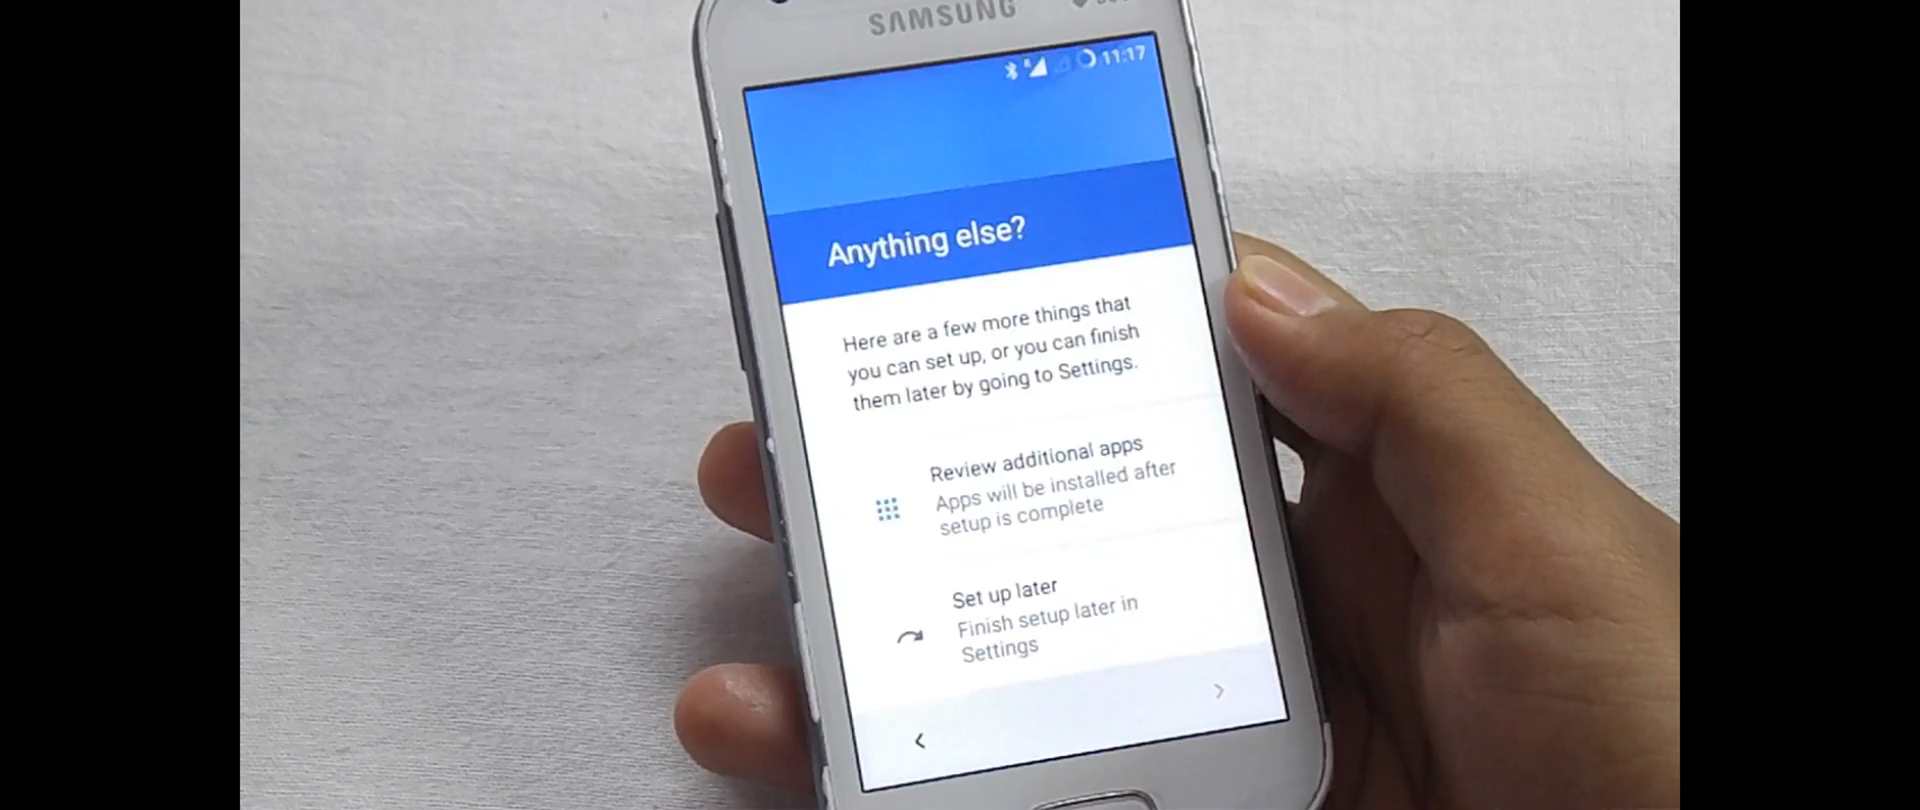 SAMSUNG
11:17
Anything else?
Here are a few more things that
you can set up, or you can finish
them later by going to Settings.
Review additional apps
Apps will be installed after
setup is complete
Set up later
Finish setup later in
Settings